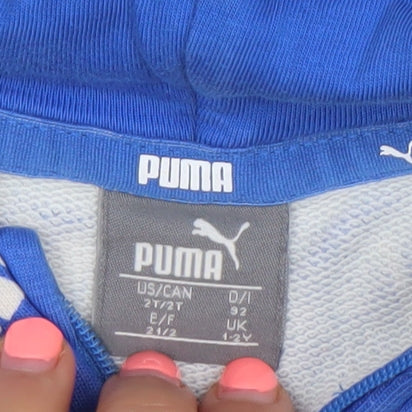 PUMA
PUMA
US/CAN D/I
2T/2T 92
E/F UK
2 1/2 1-2Y